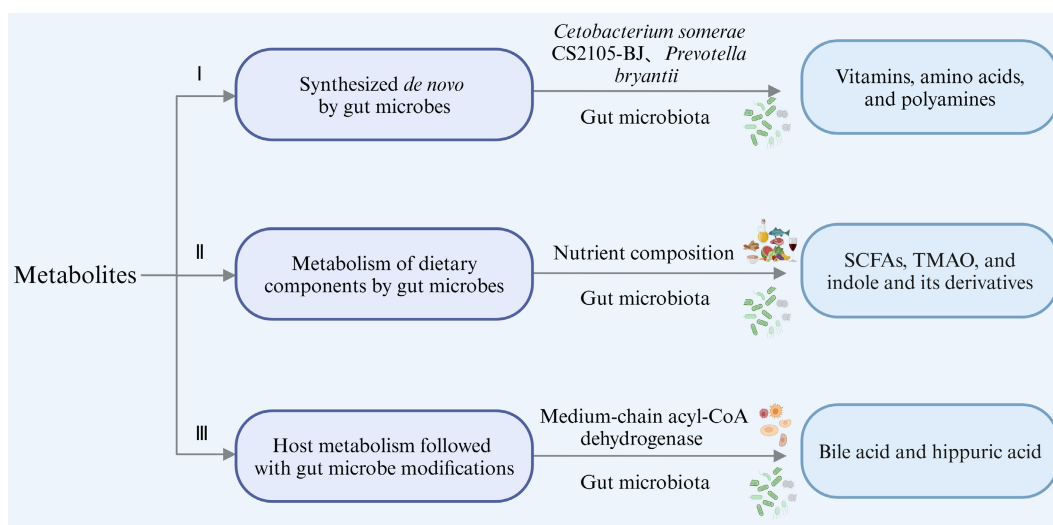 Metabolites
Ⅰ
Synthesized de novo
by gut microbes
Cetobacterium somerae
CS2105-BJ、Prevotella
bryantii
Gut microbiota
Vitamins, amino acids,
and polyamines
Ⅱ
Metabolism of dietary
components by gut microbes
Nutrient composition
Gut microbiota
SCFAs, TMAO, and
indole and its derivatives
Ⅲ
Host metabolism followed
with gut microbe modifications
Medium-chain acyl-CoA
dehydrogenase
Gut microbiota
Bile acid and hippuric acid